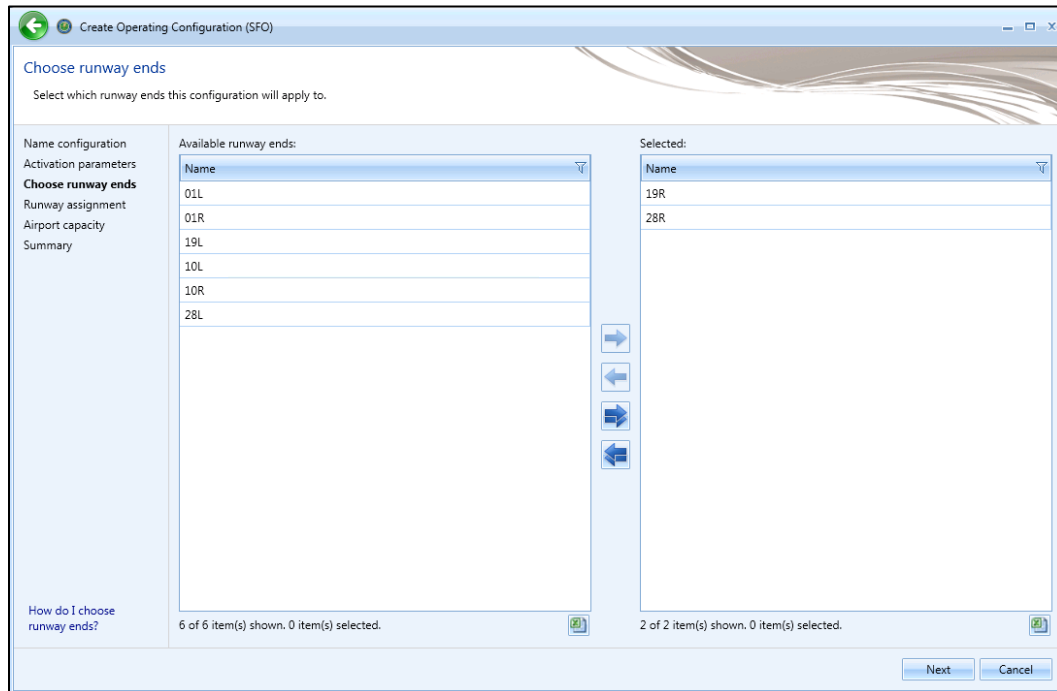 Create Operating Configuration (SFO)
Choose runway ends
Select which runway ends this configuration will apply to.
Name configuration
Activation parameters
Choose runway ends
Runway assignment
Airport capacity
Summary
How do I choose
runway ends?
Available runway ends:
Name
01L
01R
19L
10L
10R
28L
6 of 6 item(s) shown. 0 item(s) selected.
Selected:
Name
19R
28R
2 of 2 item(s) shown. 0 item(s) selected.
Next
Cancel